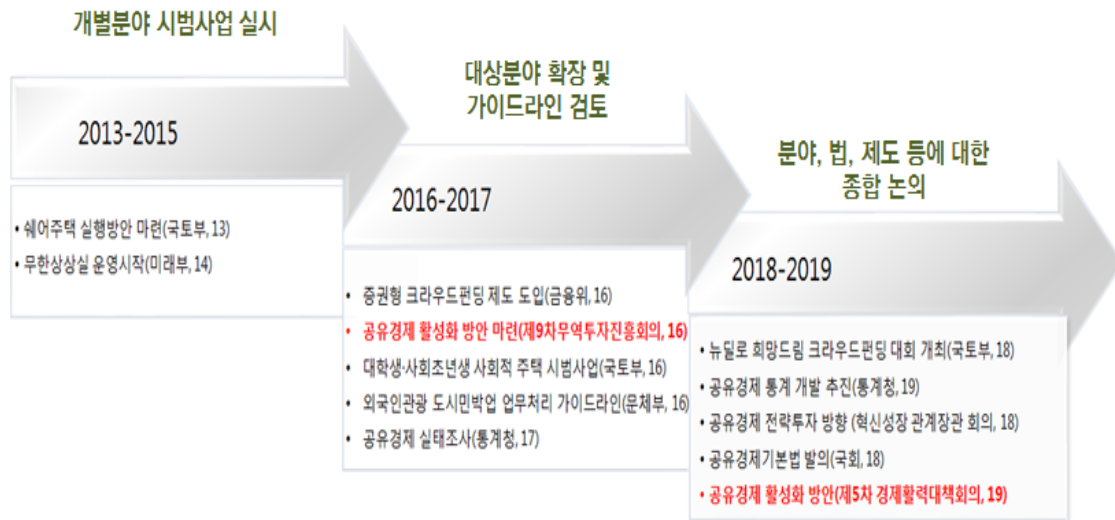 개별분야 시범사업 실시
2013-2015
• 쉐어주택 실행방안 마련(국토부, 13)
• 무한상상실 운영시작(미래부, 14)
대상분야 확장 및
가이드라인 검토
2016-2017
• 증권형 크라우드펀딩 제도 도입(금융위, 16)
• 공유경제 활성화 방안 마련(제9차무역투자진흥회의, 16)
• 대학생·사회초년생 사회적 주택 시범사업(국토부, 16)
• 외국인관광 도시민박업 업무처리 가이드라인(문체부, 16)
• 공유경제 실태조사(통계청, 17)
분야, 법, 제도 등에 대한
종합 논의
2018-2019
• 뉴딜로 희망드림 크라우드펀딩 대회 개최(국토부, 18)
• 공유경제 통계 개발 추진(통계청, 19)
• 공유경제 전략투자 방향 (혁신성장 관계장관 회의, 18)
• 공유경제기본법 발의(국회, 18)
• 공유경제 활성화 방안(제5차 경제활력대책회의, 19)